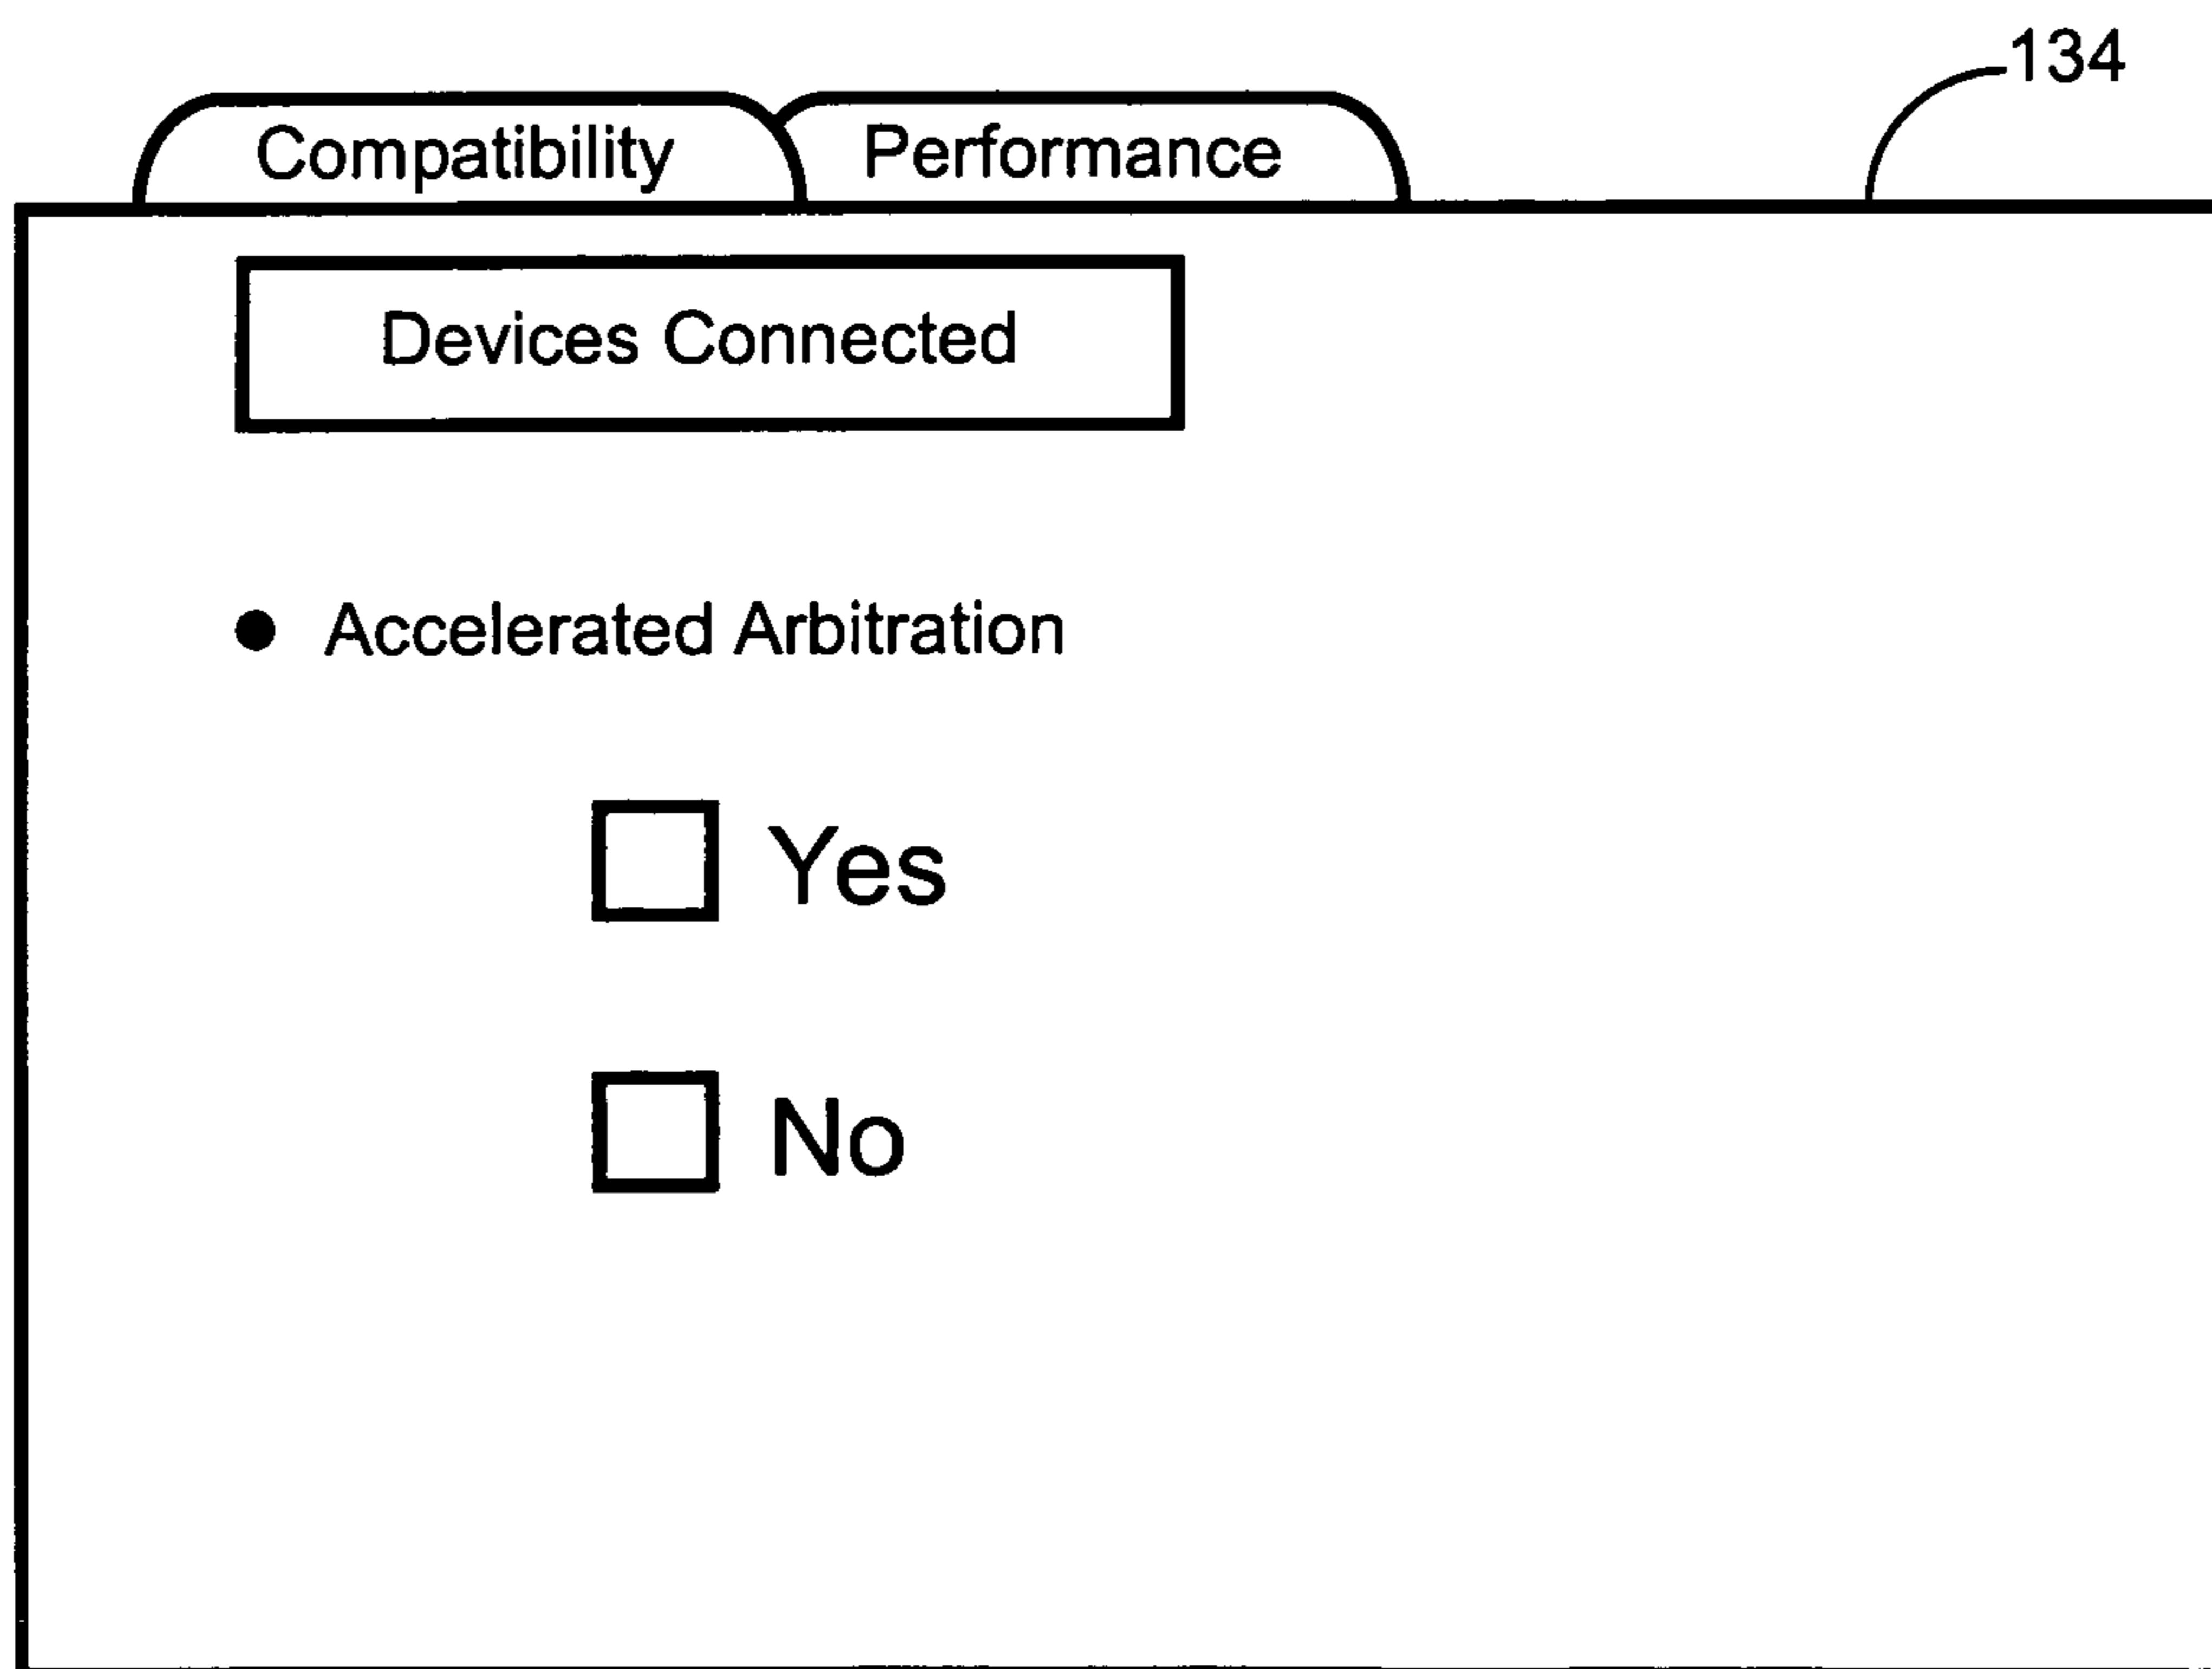 134
Compatibility Performance
Devices Connected
● Accelerated Arbitration
Yes
No